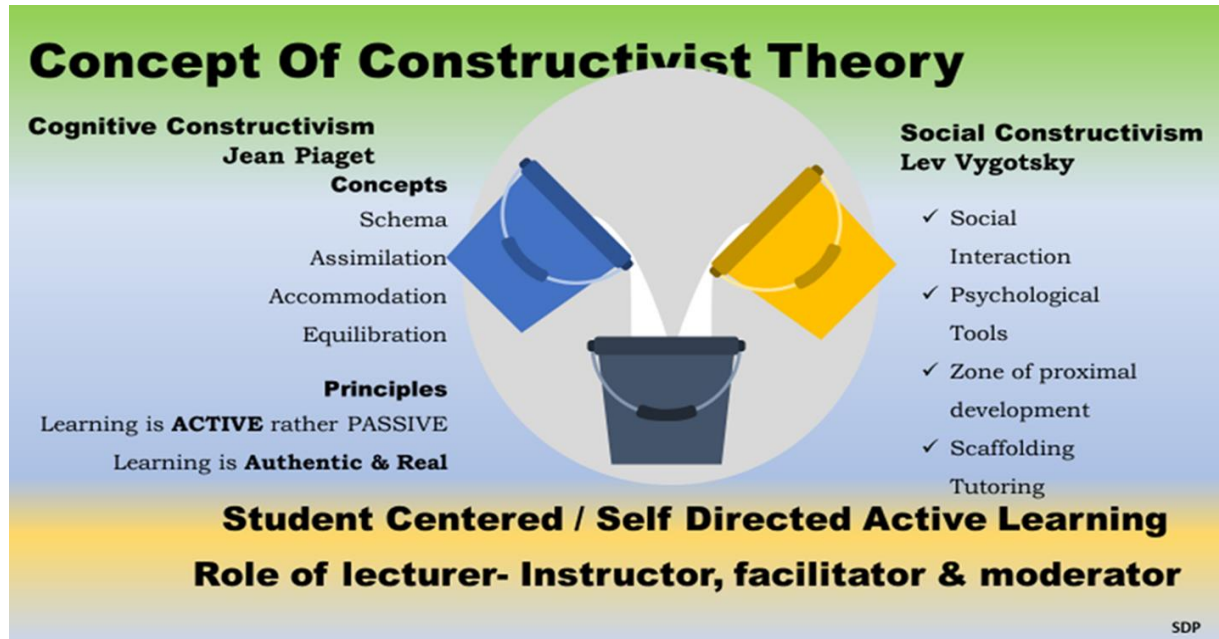 Concept Of Constructivist Theory
Cognitive Constructivism
Jean Piaget
Concepts
Schema
Assimilation
Accommodation
Equilibration
Principles
Learning is ACTIVE rather PASSIVE
Learning is Authentic & Real
Social Constructivism
Lev Vygotsky
✓ Social
Interaction
✓ Psychological
Tools
✓ Zone of proximal
development
✓ Scaffolding
Tutoring
Student Centered / Self Directed Active Learning
Role of lecturer- Instructor, facilitator & moderator
SDP